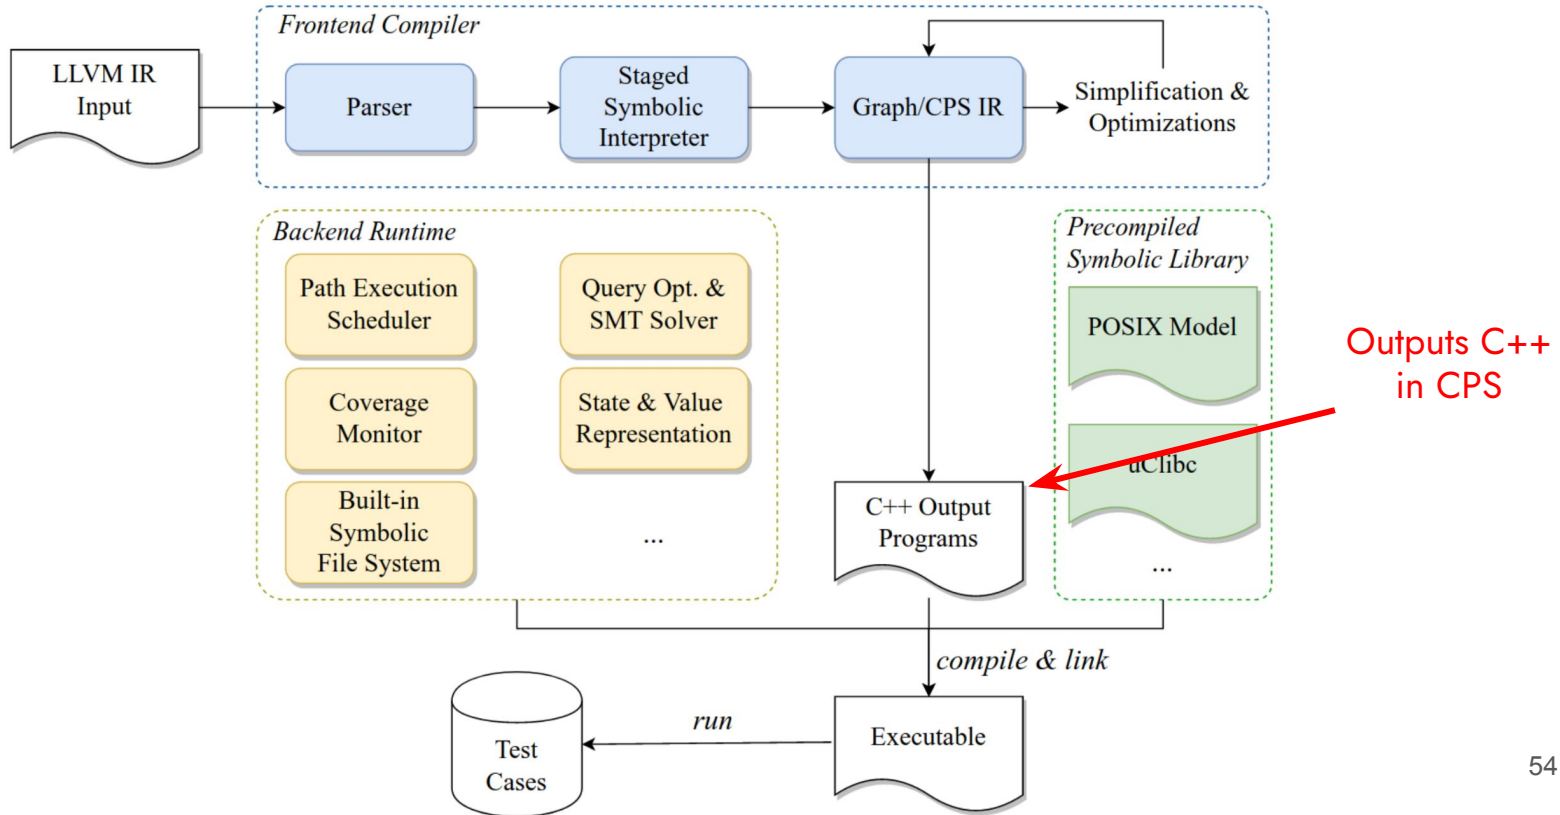 Frontend Compiler
LLVM IR
Input
Parser
Staged
Symbolic
Interpreter
Graph/CPS IR
Simplification &
Optimizations
Backend Runtime
Path Execution
Scheduler
Query Opt. &
SMT Solver
Coverage
Monitor
State & Value
Representation
Built-in
Symbolic
File System
...
Precompiled
Symbolic Library
POSIX Model
uClibc
...
Outputs C++
in CPS
C++ Output
Programs
compile & link
Executable
run
Test
Cases
54